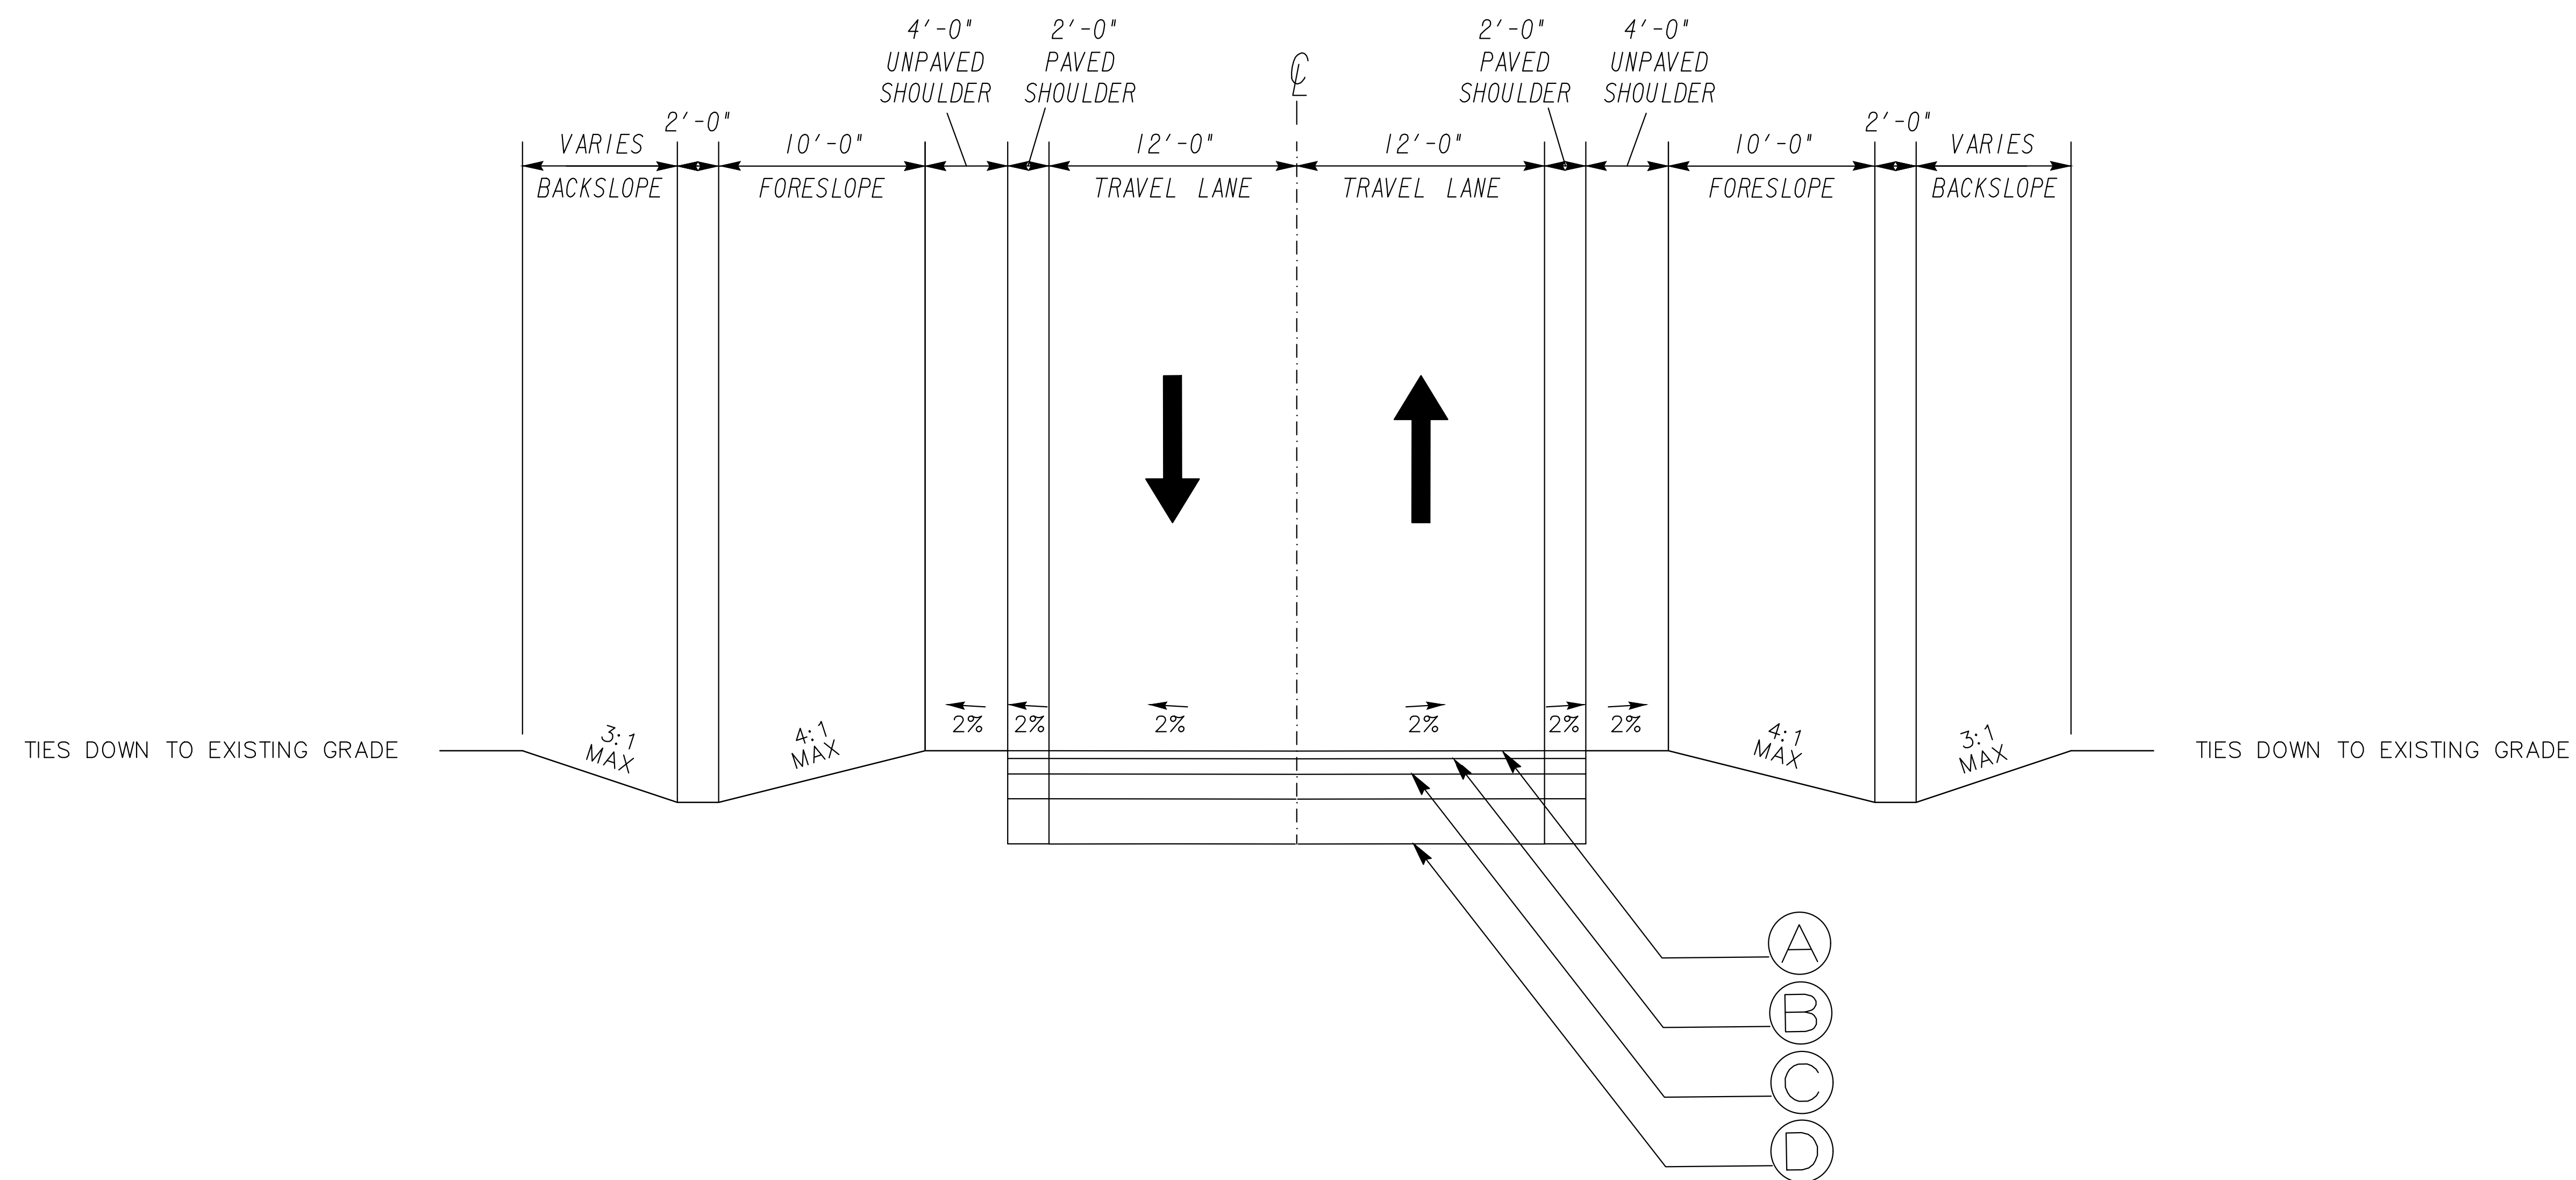 4'-0" 2'-0" 2'-0" 4'-0"
UNPAVED PAVED ℄ PAVED UNPAVED
SHOULDER SHOULDER SHOULDER SHOULDER
2'-0" 2'-0"
VARIES 10'-0" 12'-0" 12'-0" 10'-0" VARIES
BACKSLOPE FORESLOPE TRAVEL LANE TRAVEL LANE FORESLOPE BACKSLOPE
2% 2% 2% 2% 2% 2%
3:1 4:1 4:1 3:1
MAX MAX MAX MAX
TIES DOWN TO EXISTING GRADE TIES DOWN TO EXISTING GRADE
A
B
C
D